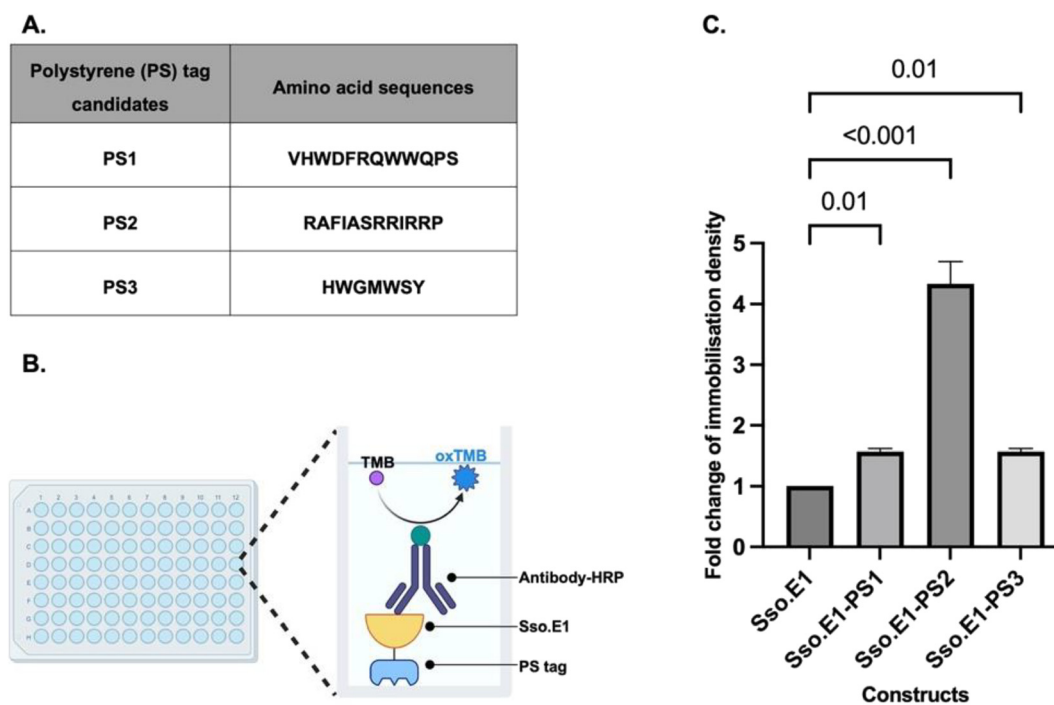 A.
Polystyrene (PS) tag candidates
Amino acid sequences
PS1
VHWDFRQWWQPS
PS2
RAFIASRRIRRP
PS3
HWGMWSY
B.
1 2 3 4 5 6 7 8 9 10 11 12
A
B
C
D
E
F
G
H
TMB
oxTMB
Antibody-HRP
Sso.E1
PS tag
C.
0.01
<0.001
0.01
Fold change of immobilisation density
5
4
3
2
1
0
Sso.E1
Sso.E1-PS1
Sso.E1-PS2
Sso.E1-PS3
Constructs